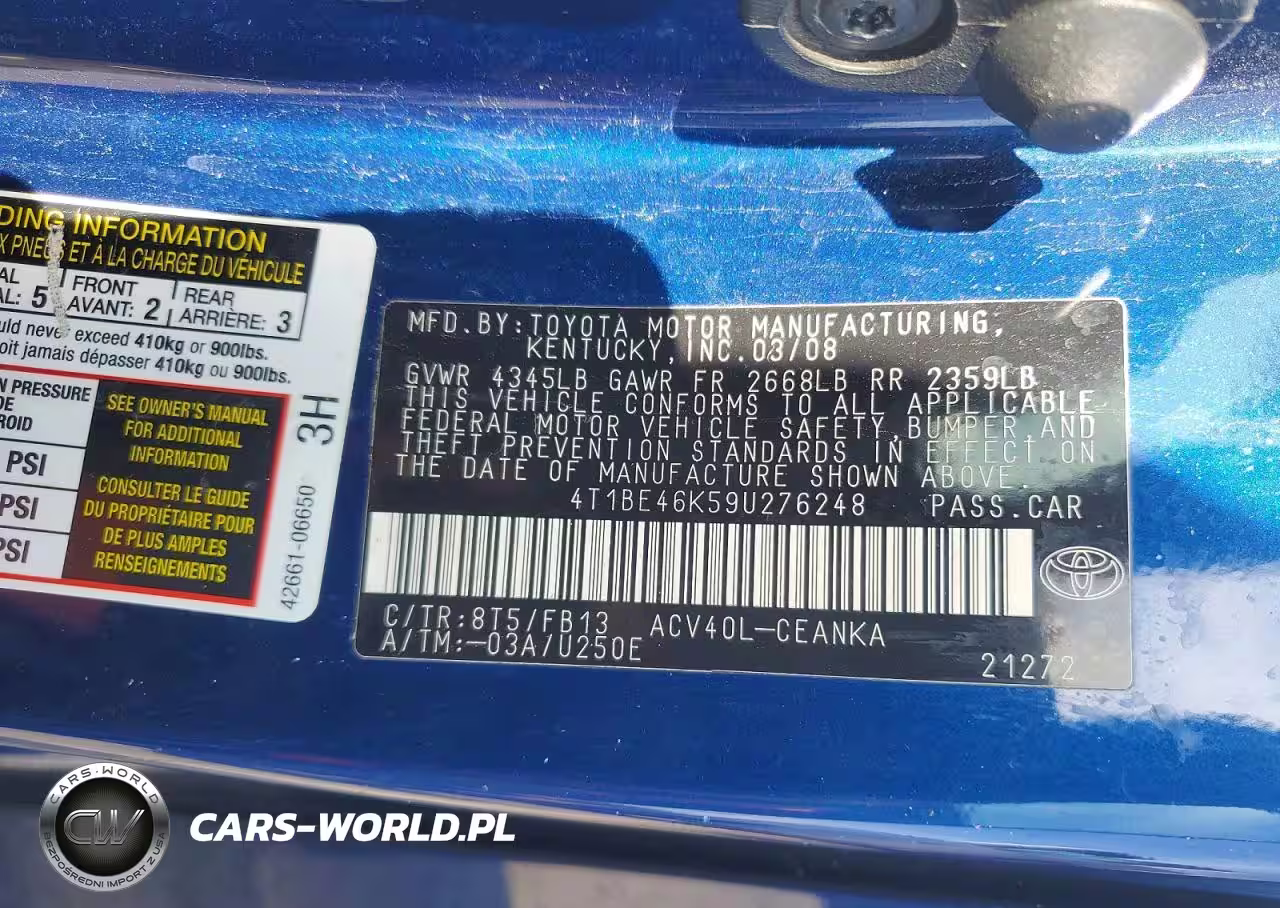 DING INFORMATION
X PNEUS ET À LA CHARGE DU VÉHICULE
AL: 5
FRONT
AVANT: 2
REAR
ARRIÈRE: 3
never exceed 410kg or 900lbs.
oit jamais dépasser 410kg ou 900lbs.
PRESSURE
PSI
PSI
PSI
SEE OWNER'S MANUAL
FOR ADDITIONAL
INFORMATION
CONSULTER LE GUIDE
DU PROPRIÉTAIRE POUR
DE PLUS AMPLES
RENSEIGNEMENTS
3H
42661-06650
MFD.BY:TOYOTA MOTOR MANUFACTURING,
KENTUCKY,INC.03/08
GVWR 4345LB GAWR FR 2668LB RR 2359LB
THIS VEHICLE CONFORMS TO ALL APPLICABLE
FEDERAL MOTOR VEHICLE SAFETY,BUMPER,AND
THEFT PREVENTION STANDARDS IN EFFECT ON
THE DATE OF MANUFACTURE SHOWN ABOVE.
4T1BE46K59U276248 PASS.CAR
C/TR:8T5/FB13 ACV40L-CEANKA
A/TM:-03A/U250E
21272
CARS-WORLD
CW
BEZPOŚREDNI IMPORT Z USA
CARS-WORLD.PL